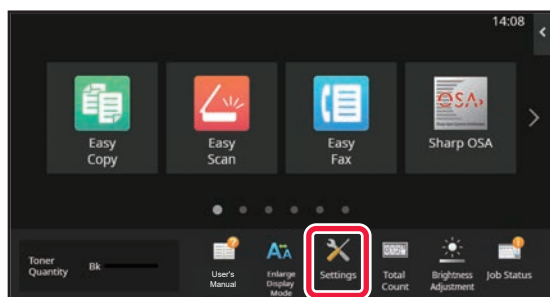 14:08
Easy
Copy
Easy
Scan
Easy
Fax
OSA
Sharp OSA
Toner
Quantity
Bk
User's
Manual
Enlarge
Display
Mode
Settings
Total
Count
Brightness
Adjustment
Job Status